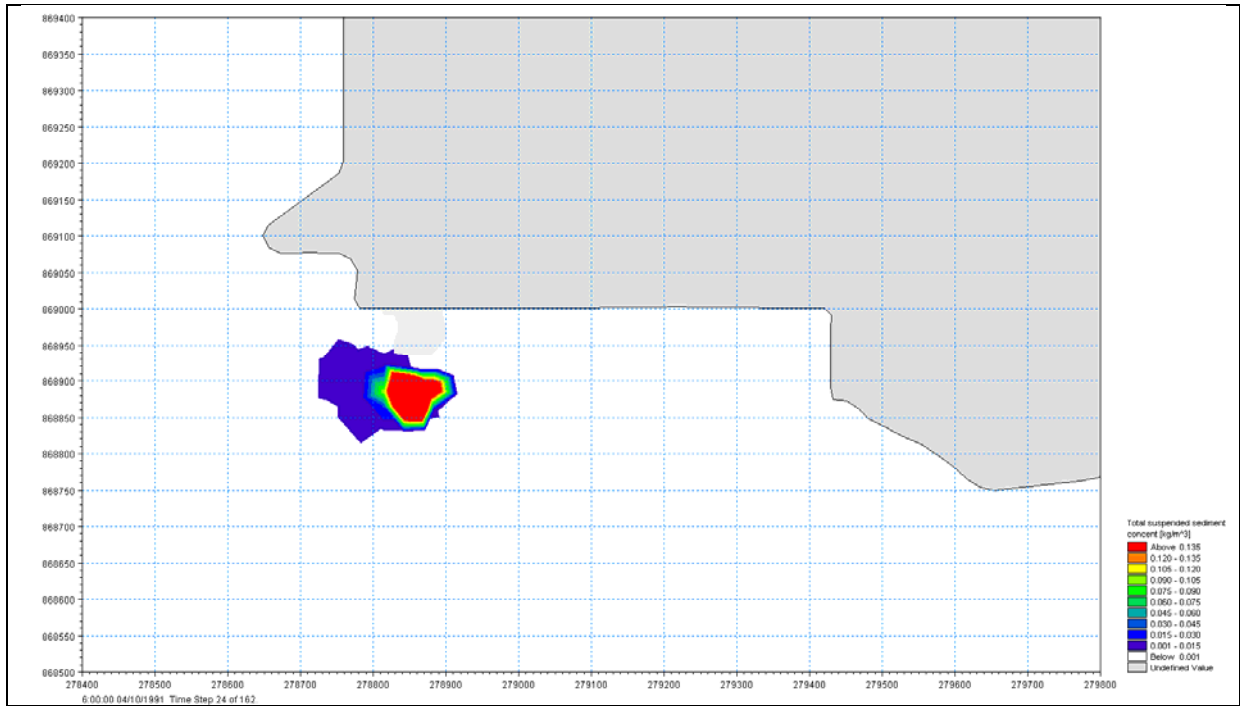 869400
869350
869300
869250
869200
869150
869100
869050
869000
868950
868900
868850
868800
868750
868700
868650
868600
868550
868500
278400 278500 278600 278700 278800 278900 279000 279100 279200 279300 279400 279500 279600 279700 279800
6:00:00 04/10/1991 Time Step 24 of 162.
Total suspended sediment
concent [kg/m^3]
Above 0.135
0.120 - 0.135
0.105 - 0.120
0.090 - 0.105
0.075 - 0.090
0.060 - 0.075
0.045 - 0.060
0.030 - 0.045
0.015 - 0.030
0.001 - 0.015
Below 0.001
Undefined Value